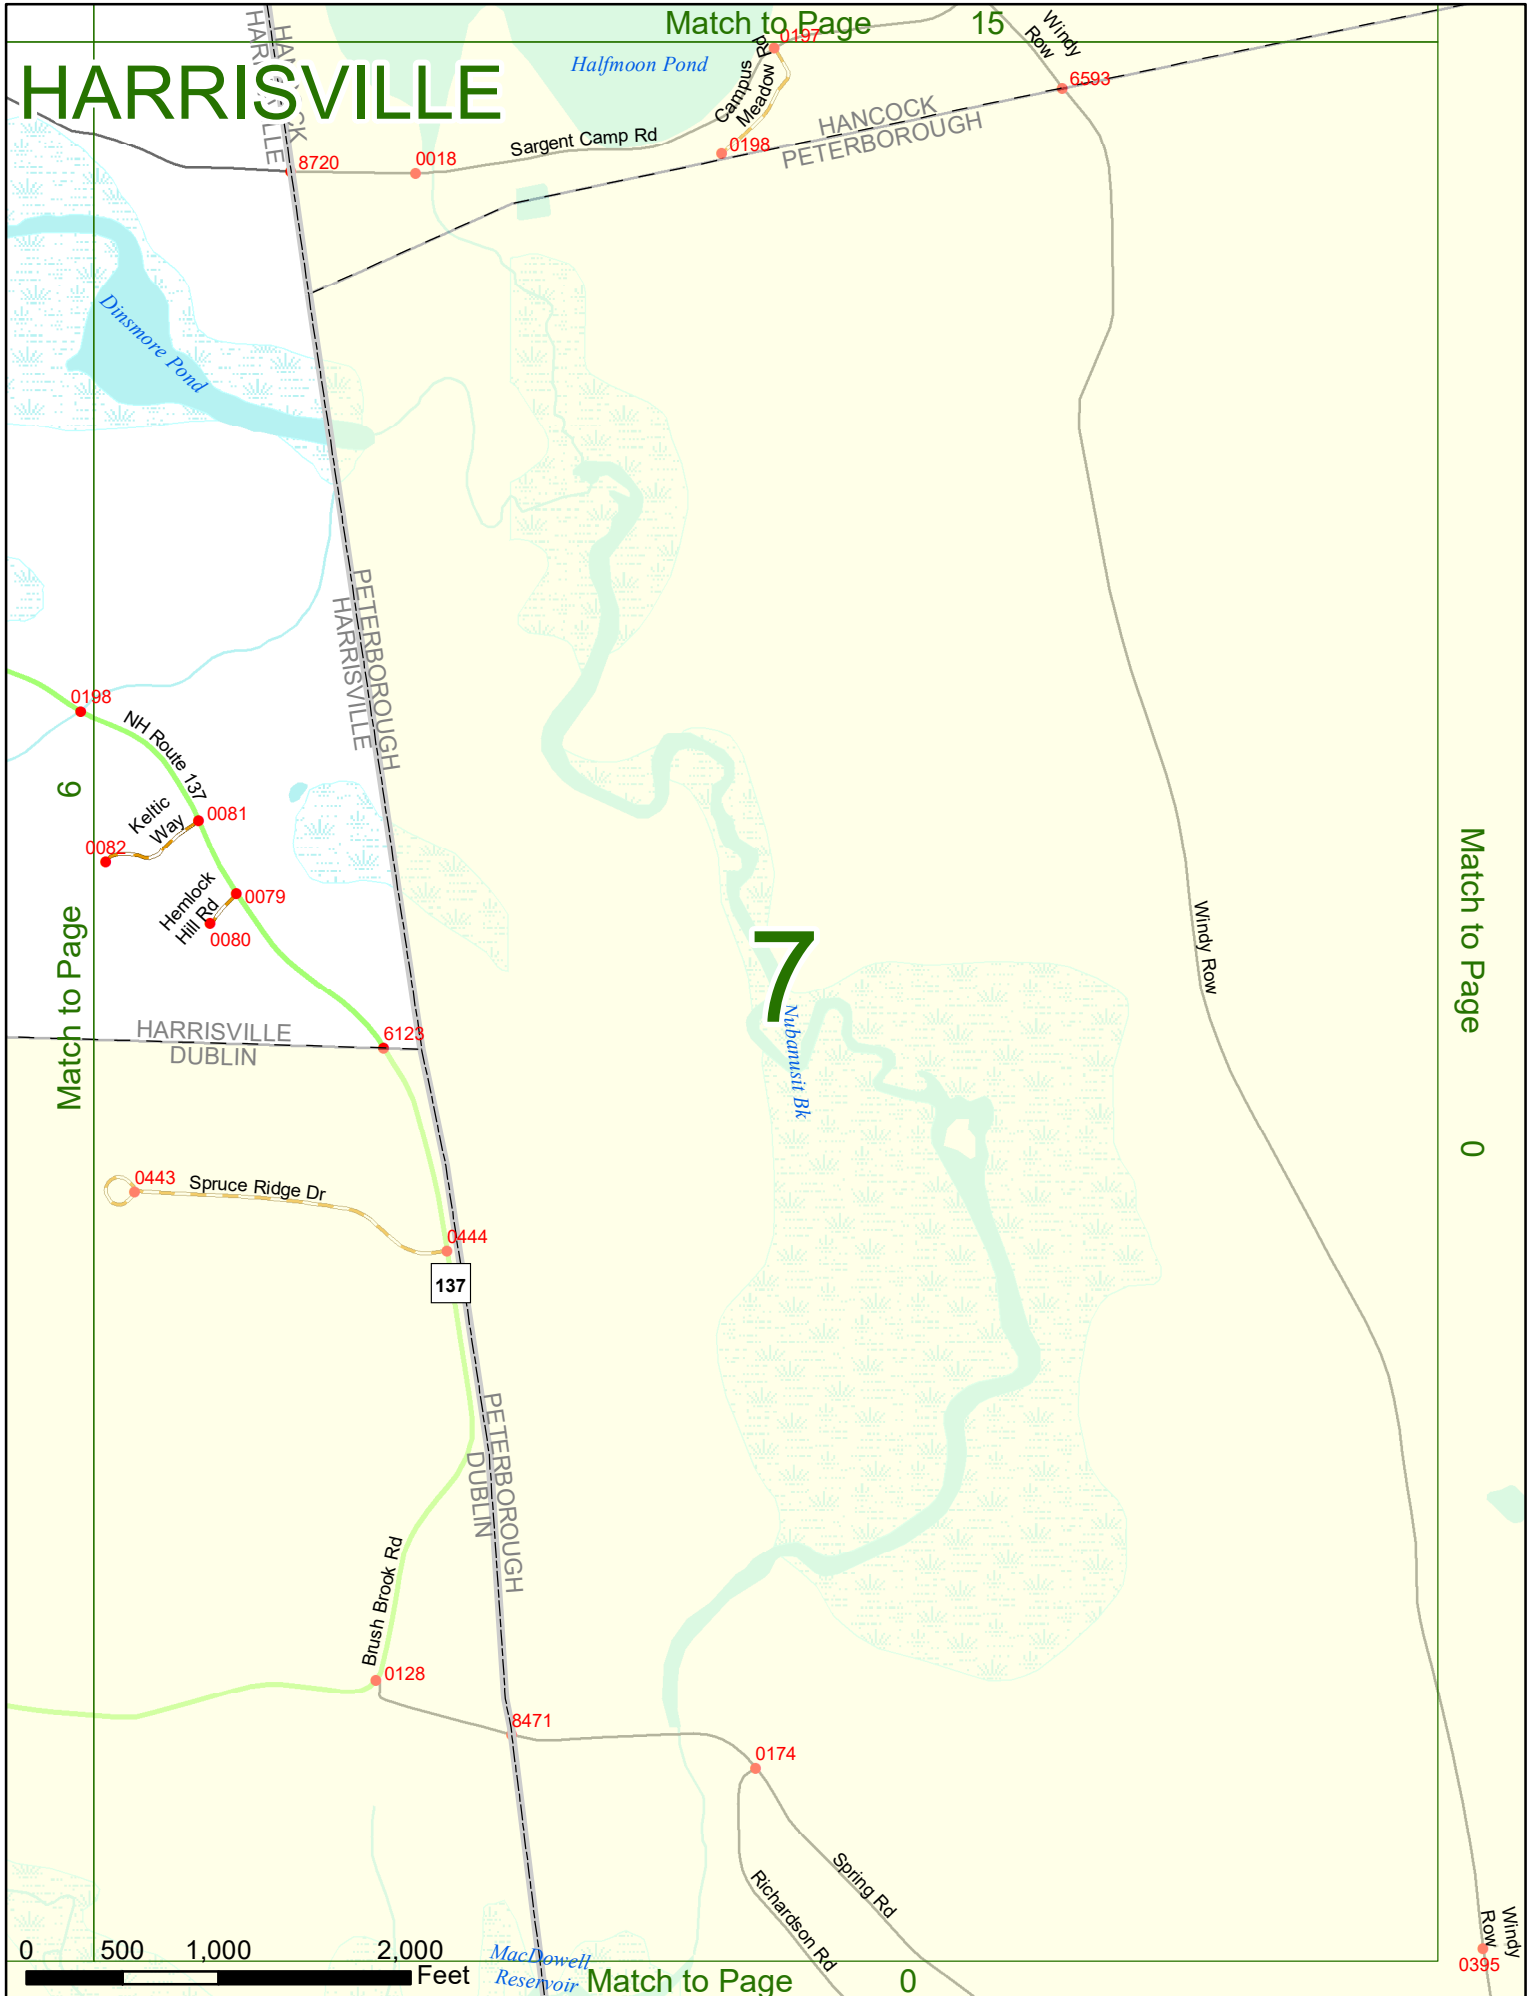 Match to Page 15
HARRISVILLE
HANCOCK
HARRISVILLE
Halfmoon Pond
Campus
Meadow Rd
0197
Windy
Row
6593
HANCOCK
PETERBOROUGH
Sargent Camp Rd
8720
0018
0198
Dinsmore Pond
PETERBOROUGH
HARRISVILLE
0198
NH Route 137
6
Match to Page
Keltic
Way
0081
0082
Hemlock
Hill Rd
0079
0080
7
Nubanusit Bk
Windy Row
Match to Page
0
HARRISVILLE
DUBLIN
6123
0443
Spruce Ridge Dr
0444
137
PETERBOROUGH
DUBLIN
Brush Brook Rd
0128
8471
0174
Spring Rd
Richardson Rd
Windy
Row
0395
0 500 1,000 2,000
Feet
MacDowell
Reservoir
Match to Page 0